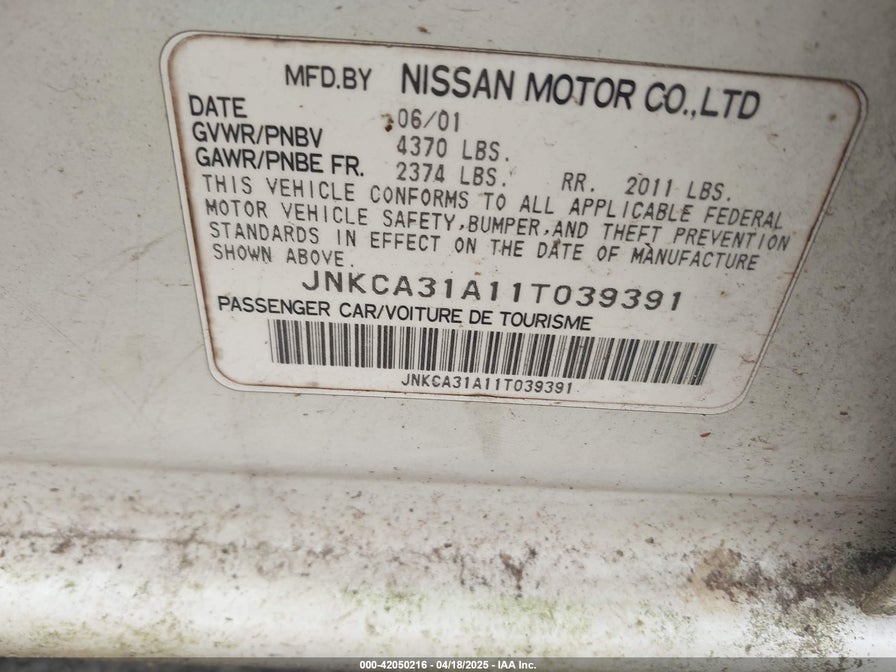 MFD.BY NISSAN MOTOR CO.,LTD
DATE 06/01
GVWR/PNBV 4370 LBS.
GAWR/PNBE FR. 2374 LBS. RR. 2011 LBS.
THIS VEHICLE CONFORMS TO ALL APPLICABLE FEDERAL
MOTOR VEHICLE SAFETY,BUMPER,AND THEFT PREVENTION
STANDARDS IN EFFECT ON THE DATE OF MANUFACTURE
SHOWN ABOVE.
JNKCA31A11T039391
PASSENGER CAR/VOITURE DE TOURISME
JNKCA31A11T039391
000-42050216 - 04/18/2025 - IAA Inc.